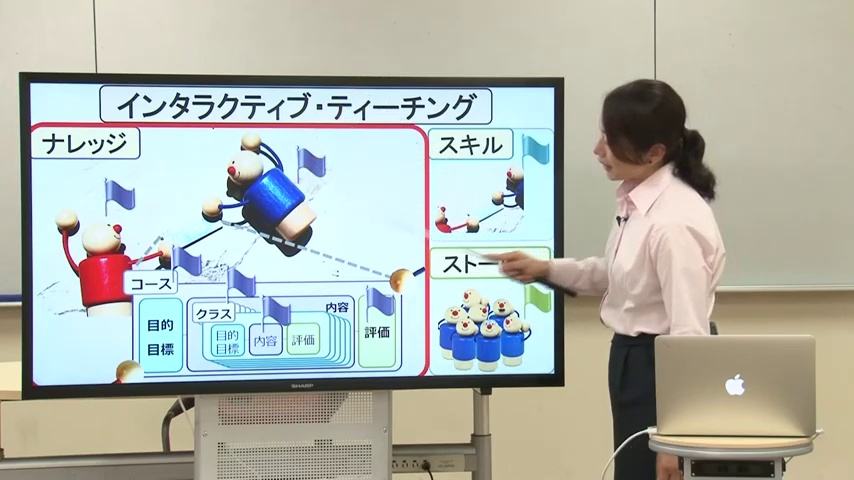 インタラクティブ・ティーチング
ナレッジ
スキル
ストー
コース
目的
目標
クラス
内容
目的
目標
内容
評価
評価
SHARP